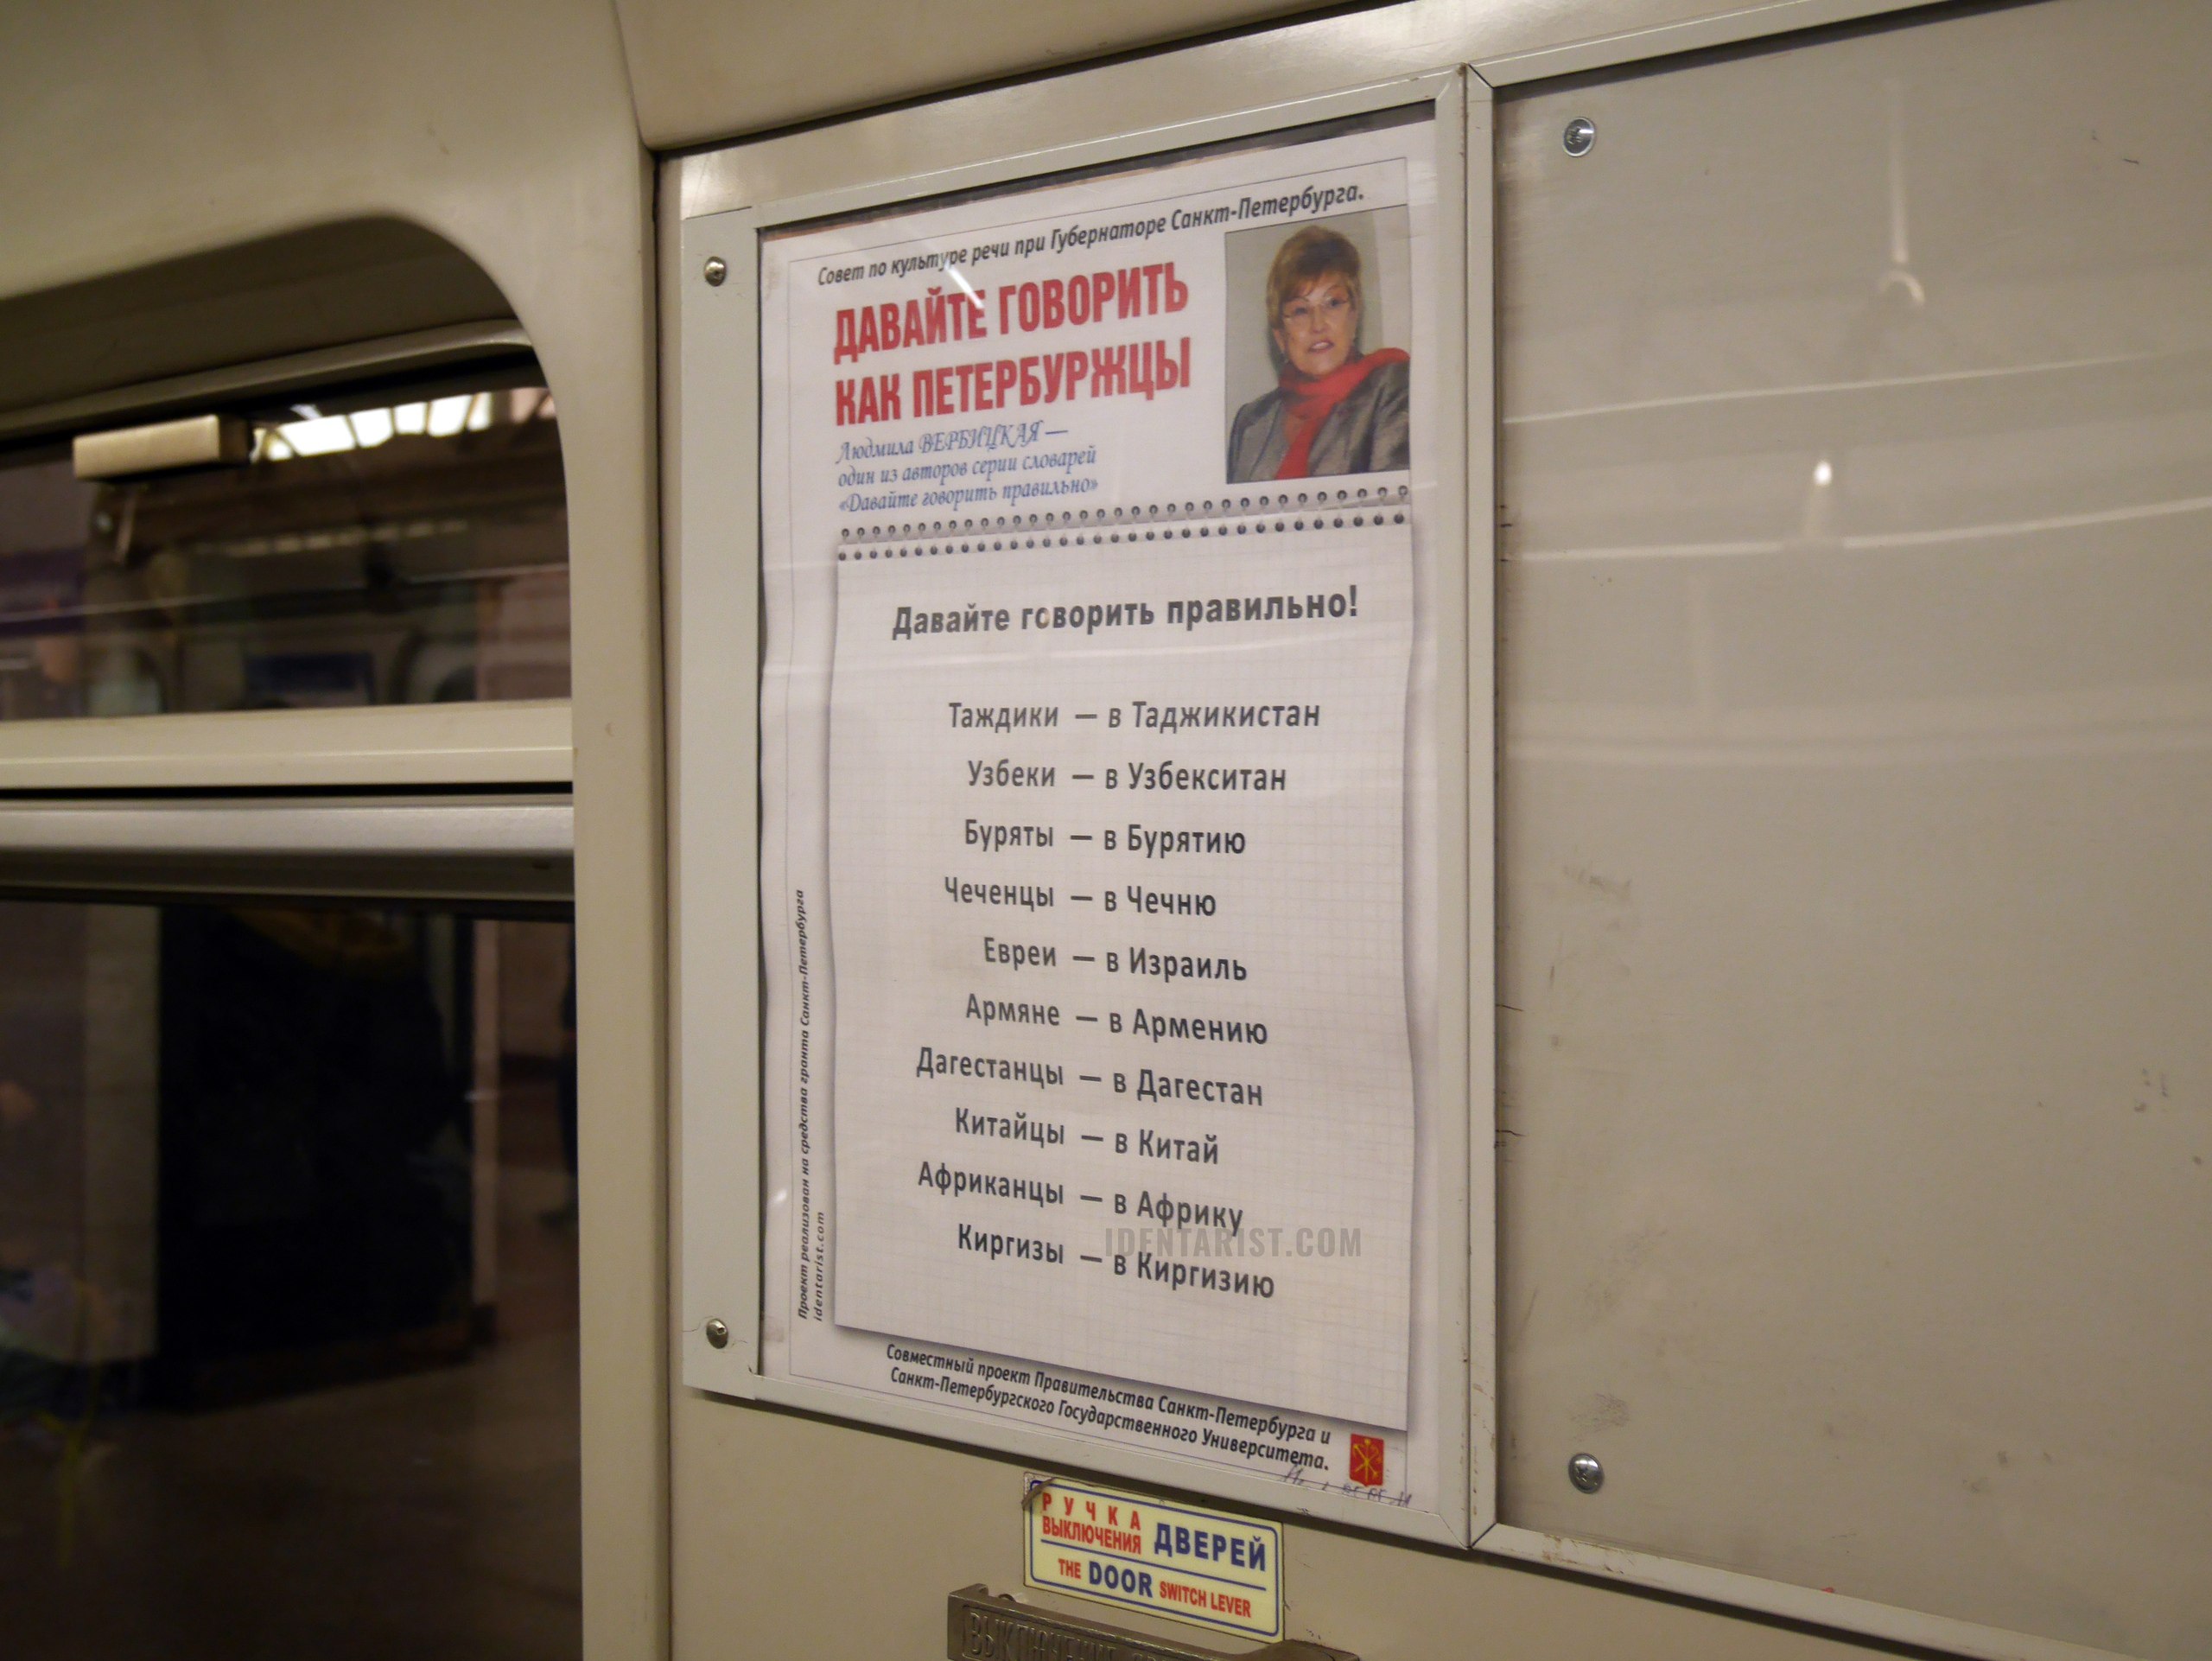 Совет по культуре речи при Губернаторе Санкт-Петербурга.
ДАВАЙТЕ ГОВОРИТЬ
КАК ПЕТЕРБУРЖЦЫ
Людмила ВЕРБИЦКАЯ —
один из авторов серии словарей
«Давайте говорить правильно»
Давайте говорить правильно!
Таждики — в Таджикистан
Узбеки — в Узбекситан
Буряты — в Бурятию
Чеченцы — в Чечню
Евреи — в Израиль
Армяне — в Армению
Дагестанцы — в Дагестан
Китайцы — в Китай
Африканцы — в Африку
Киргизы — в Киргизию
IDENTARIST.COM
Проект реализован на средства гранта Санкт-Петербурга
identarist.com
Совместный проект Правительства Санкт-Петербурга и
Санкт-Петербургского Государственного Университета.
РУЧКА
ВЫКЛЮЧЕНИЯ ДВЕРЕЙ
THE DOOR SWITCH LEVER